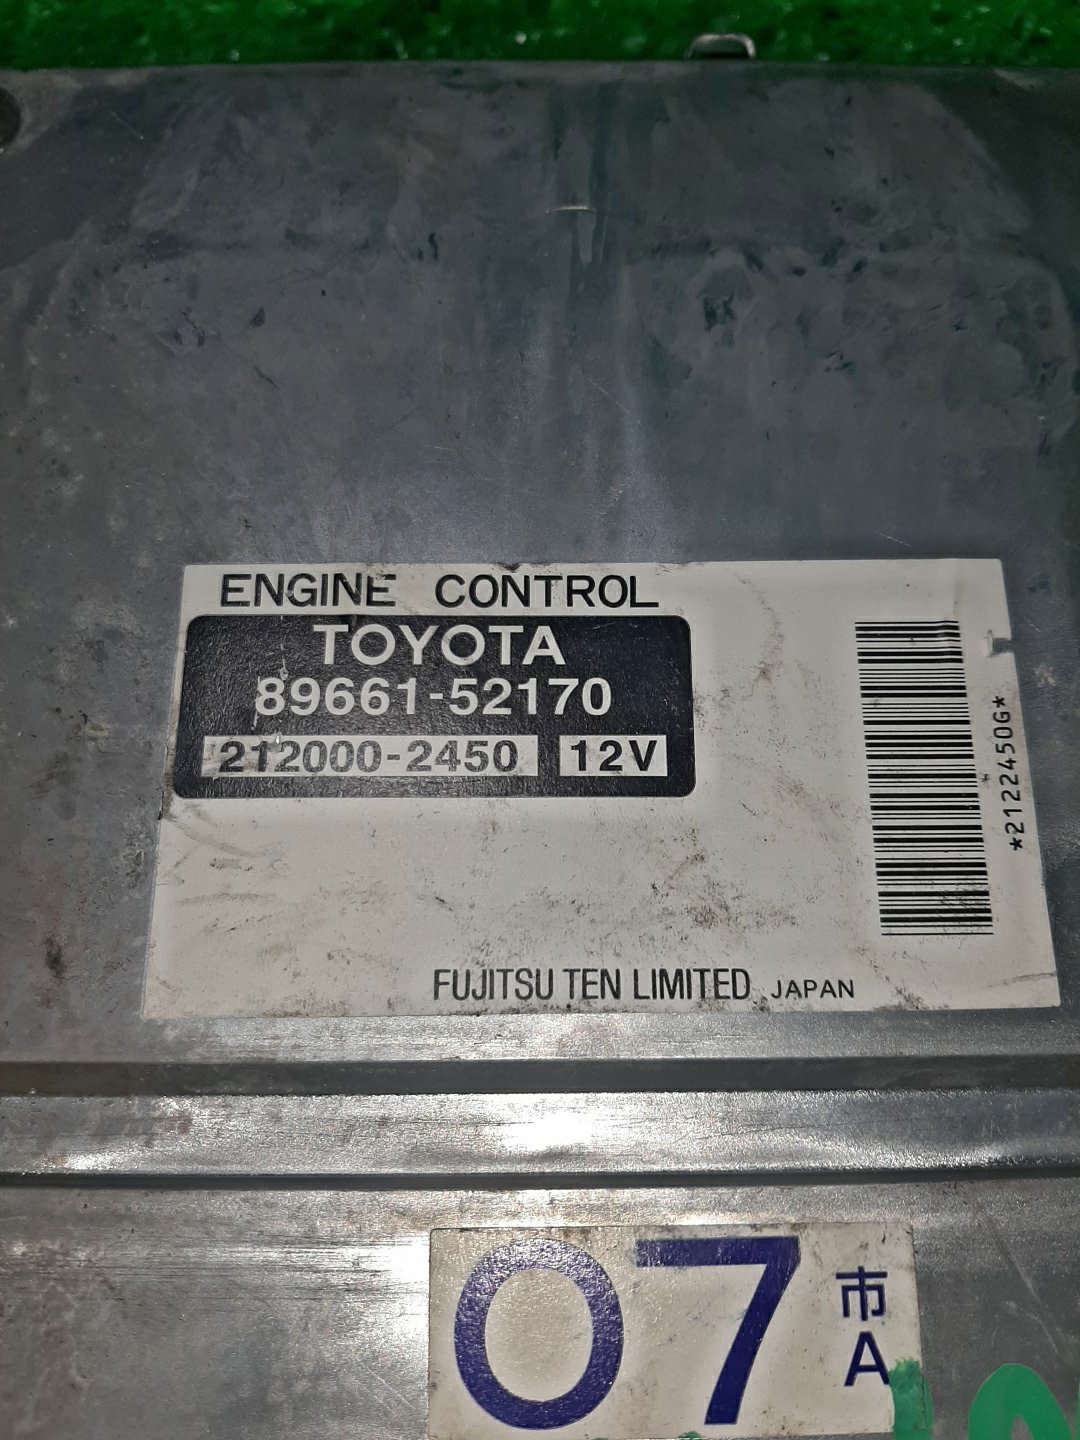 ENGINE CONTROL
TOYOTA
89661-52170
212000-2450 12V
*2122450G*
FUJITSU TEN LIMITED JAPAN
07 市
A